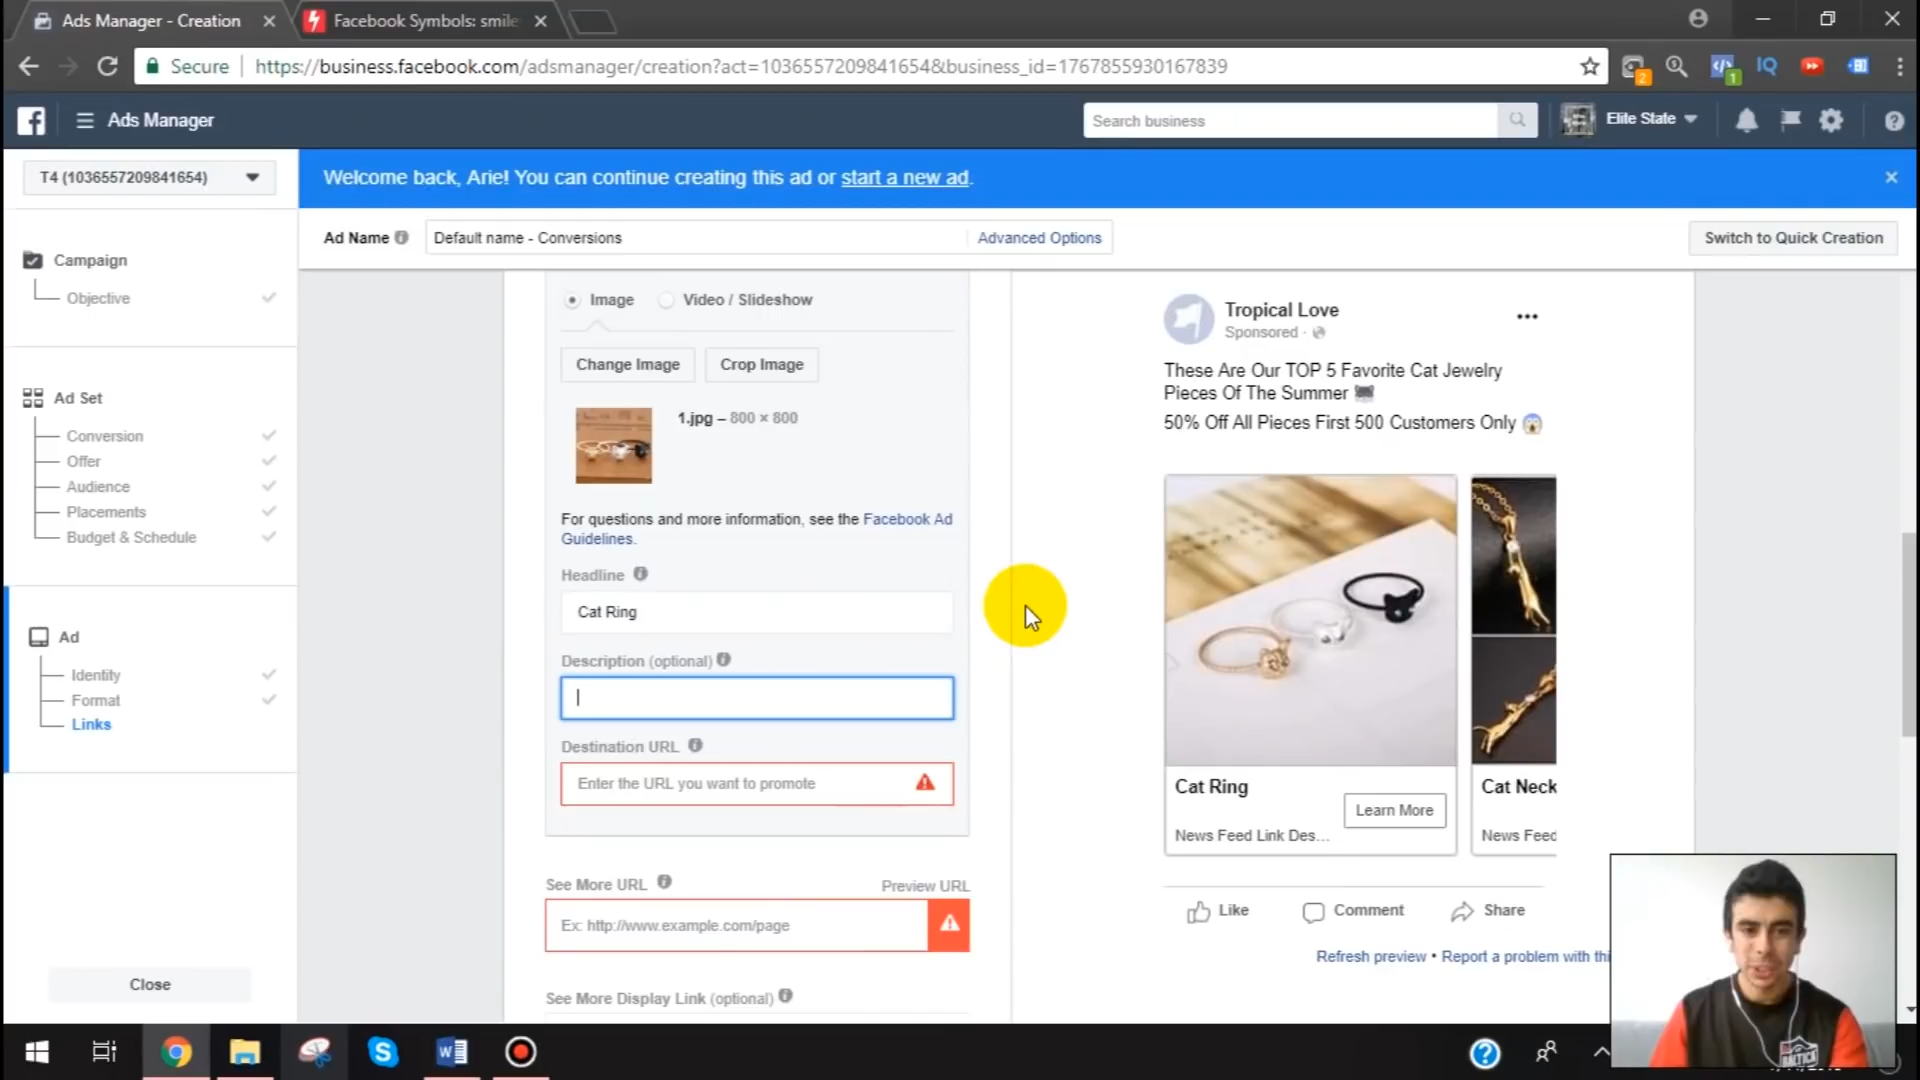 Ads Manager - Creation
Facebook Symbols: smile
Secure
https://business.facebook.com/adsmanager/creation?act=1036557209841654&business_id=1767855930167839
2
1
IQ
Ads Manager
Search business
Elite State
T4 (1036557209841654)
Welcome back, Arie! You can continue creating this ad or start a new ad.
Ad Name
Default name - Conversions
Advanced Options
Switch to Quick Creation
Campaign
Objective
Ad Set
Conversion
Offer
Audience
Placements
Budget & Schedule
Ad
Identity
Format
Links
Close
Image
Video / Slideshow
Change Image
Crop Image
1.jpg – 800 × 800
For questions and more information, see the Facebook Ad
Guidelines.
Headline
Cat Ring
Description (optional)
Destination URL
Enter the URL you want to promote
See More URL
Preview URL
Ex: http://www.example.com/page
See More Display Link (optional)
Tropical Love
Sponsored ·
These Are Our TOP 5 Favorite Cat Jewelry
Pieces Of The Summer
50% Off All Pieces First 500 Customers Only
Cat Ring
Learn More
News Feed Link Des...
Cat Neck
News Feed
Like
Comment
Share
Refresh preview • Report a problem with thi
BALTICA